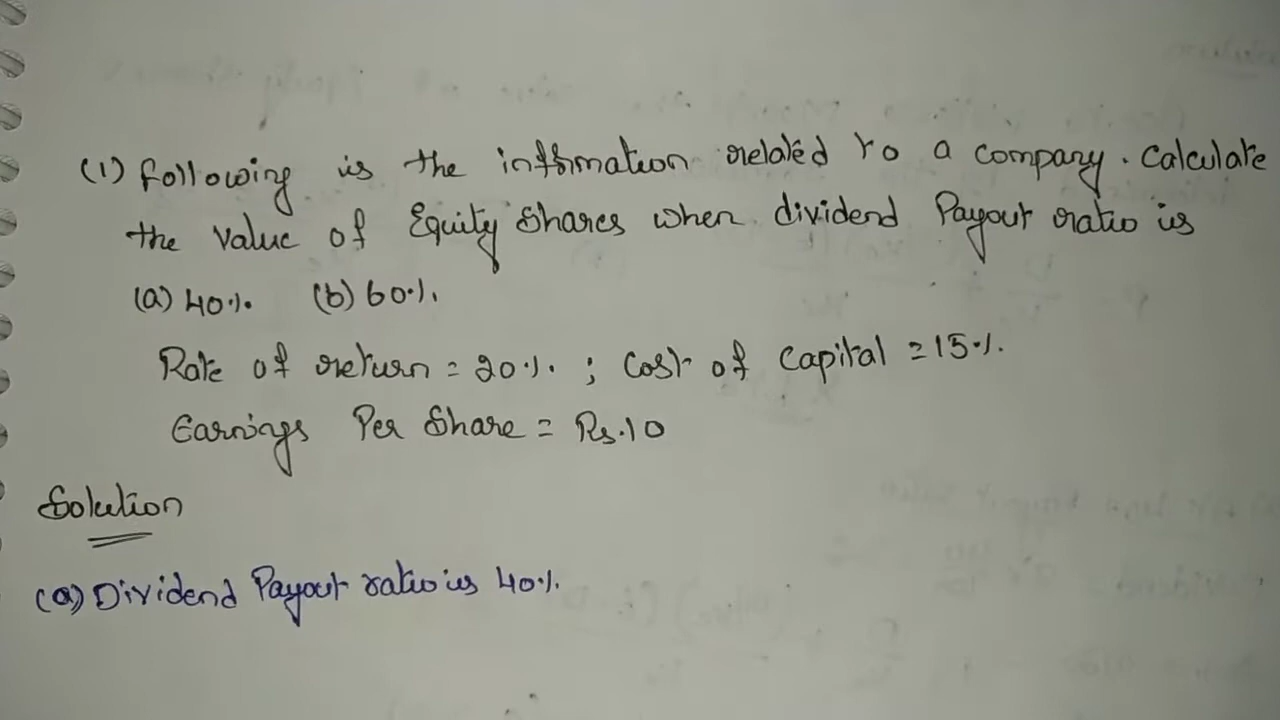 (1) Following is the information related to a company. Calculate
the value of Equity Shares when dividend Payout ratio is
(a) 40%. (b) 60%.
Rate of return = 20%. ; Cost of Capital = 15%.
Earnings Per Share = Rs.10
Solution
(a) Dividend Payout ratio is 40%.